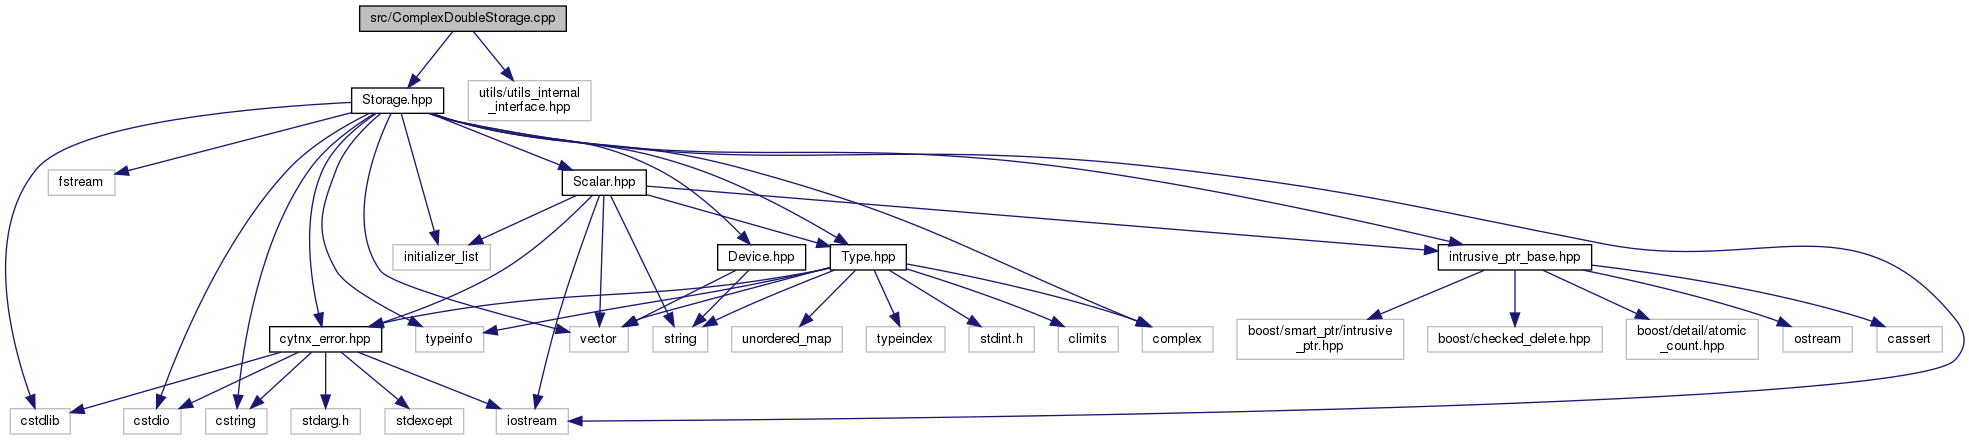 src/ComplexDoubleStorage.cpp
Storage.hpp
utils/utils_internal
_interface.hpp
fstream
Scalar.hpp
initializer_list
Device.hpp
Type.hpp
intrusive_ptr_base.hpp
cytnx_error.hpp
typeinfo
vector
string
unordered_map
typeindex
stdint.h
climits
complex
boost/smart_ptr/intrusive
_ptr.hpp
boost/checked_delete.hpp
boost/detail/atomic
_count.hpp
ostream
cassert
cstdlib
cstdio
cstring
stdarg.h
stdexcept
iostream